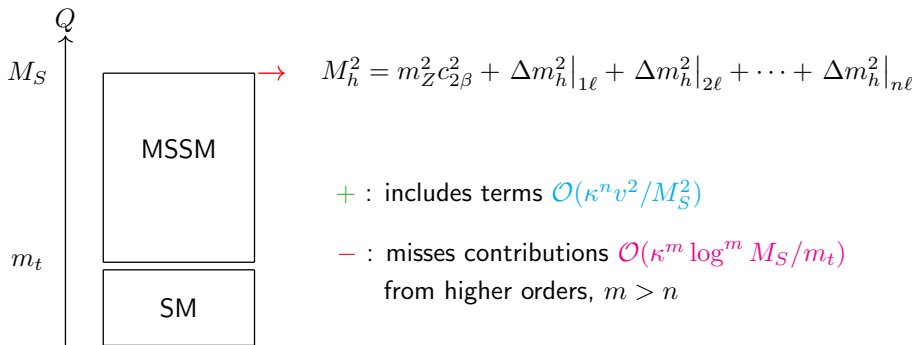 Q
M_S
M_h^2 = m_Z^2 c_{2β}^2 + Δm_h^2|_{1ℓ} + Δm_h^2|_{2ℓ} + ⋯ + Δm_h^2|_{nℓ}
MSSM
+ : includes terms 𝒪(κ^n v^2/M_S^2)
− : misses contributions 𝒪(κ^m log^m M_S/m_t)
m_t
from higher orders, m > n
SM